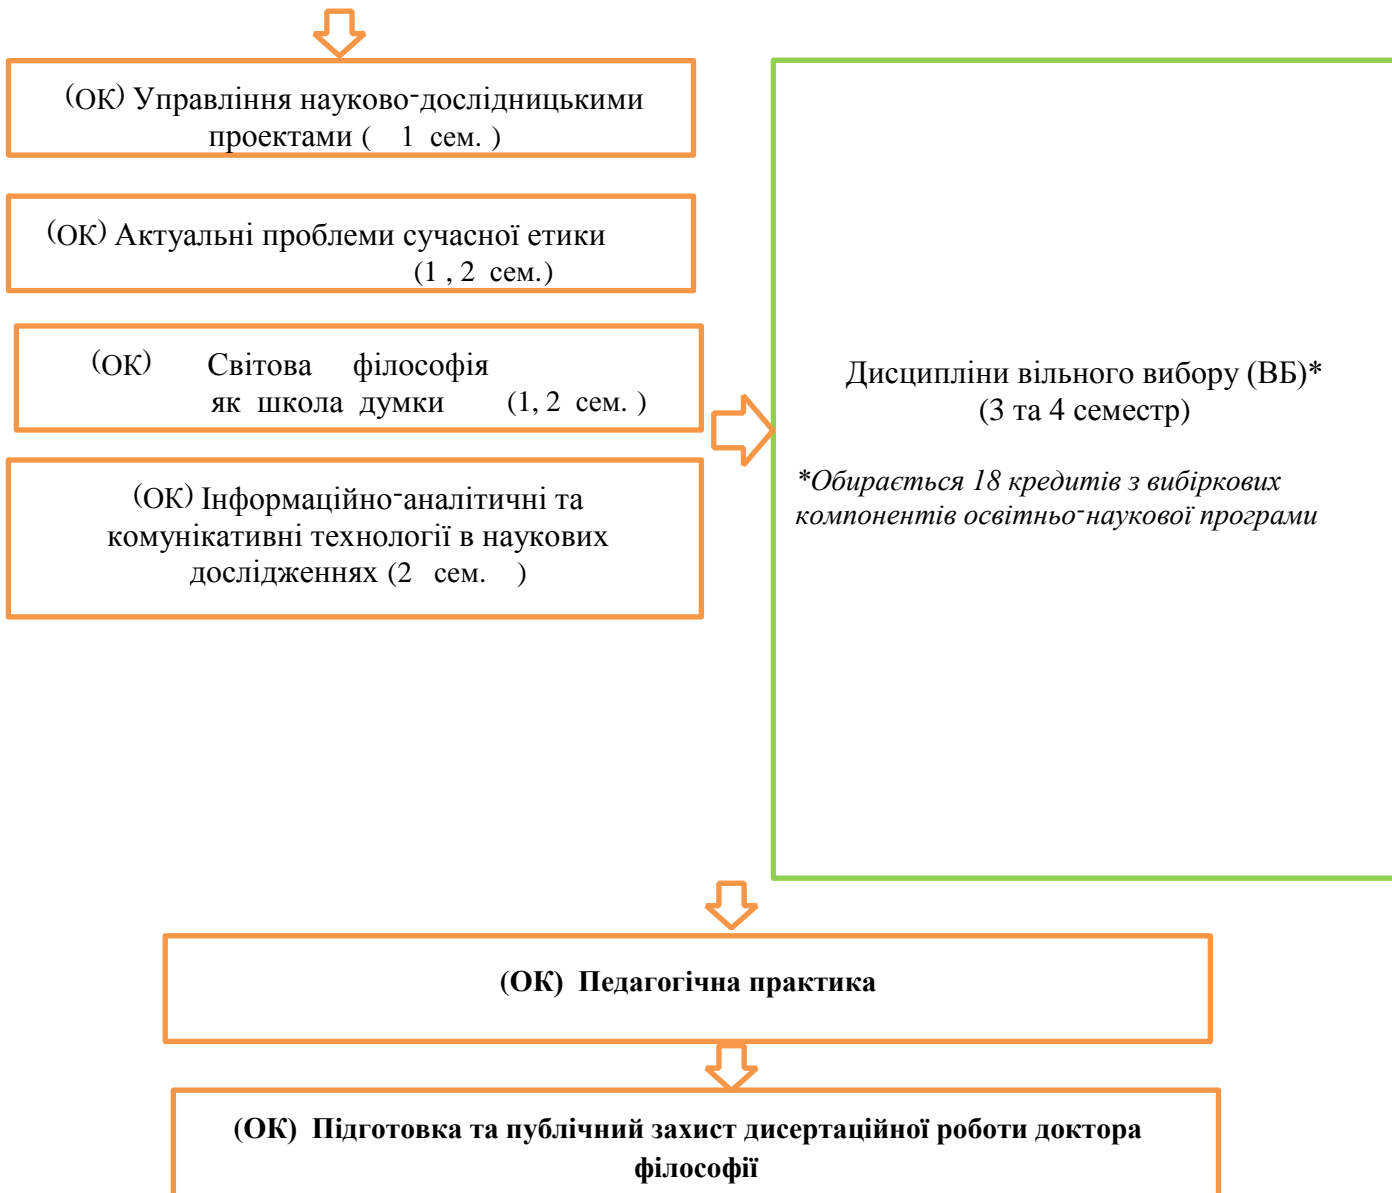 (ОК) Управління науково-дослідницькими
проектами ( 1 сем. )
(ОК) Актуальні проблеми сучасної етики
(1 , 2 сем.)
(ОК) Світова філософія
як школа думки (1, 2 сем. )
(ОК) Інформаційно-аналітичні та
комунікативні технології в наукових
дослідженнях (2 сем. )
Дисципліни вільного вибору (ВБ)*
(3 та 4 семестр)
*Обирається 18 кредитів з вибіркових
компонентів освітньо-наукової програми
(ОК) Педагогічна практика
(ОК) Підготовка та публічний захист дисертаційної роботи доктора
філософії